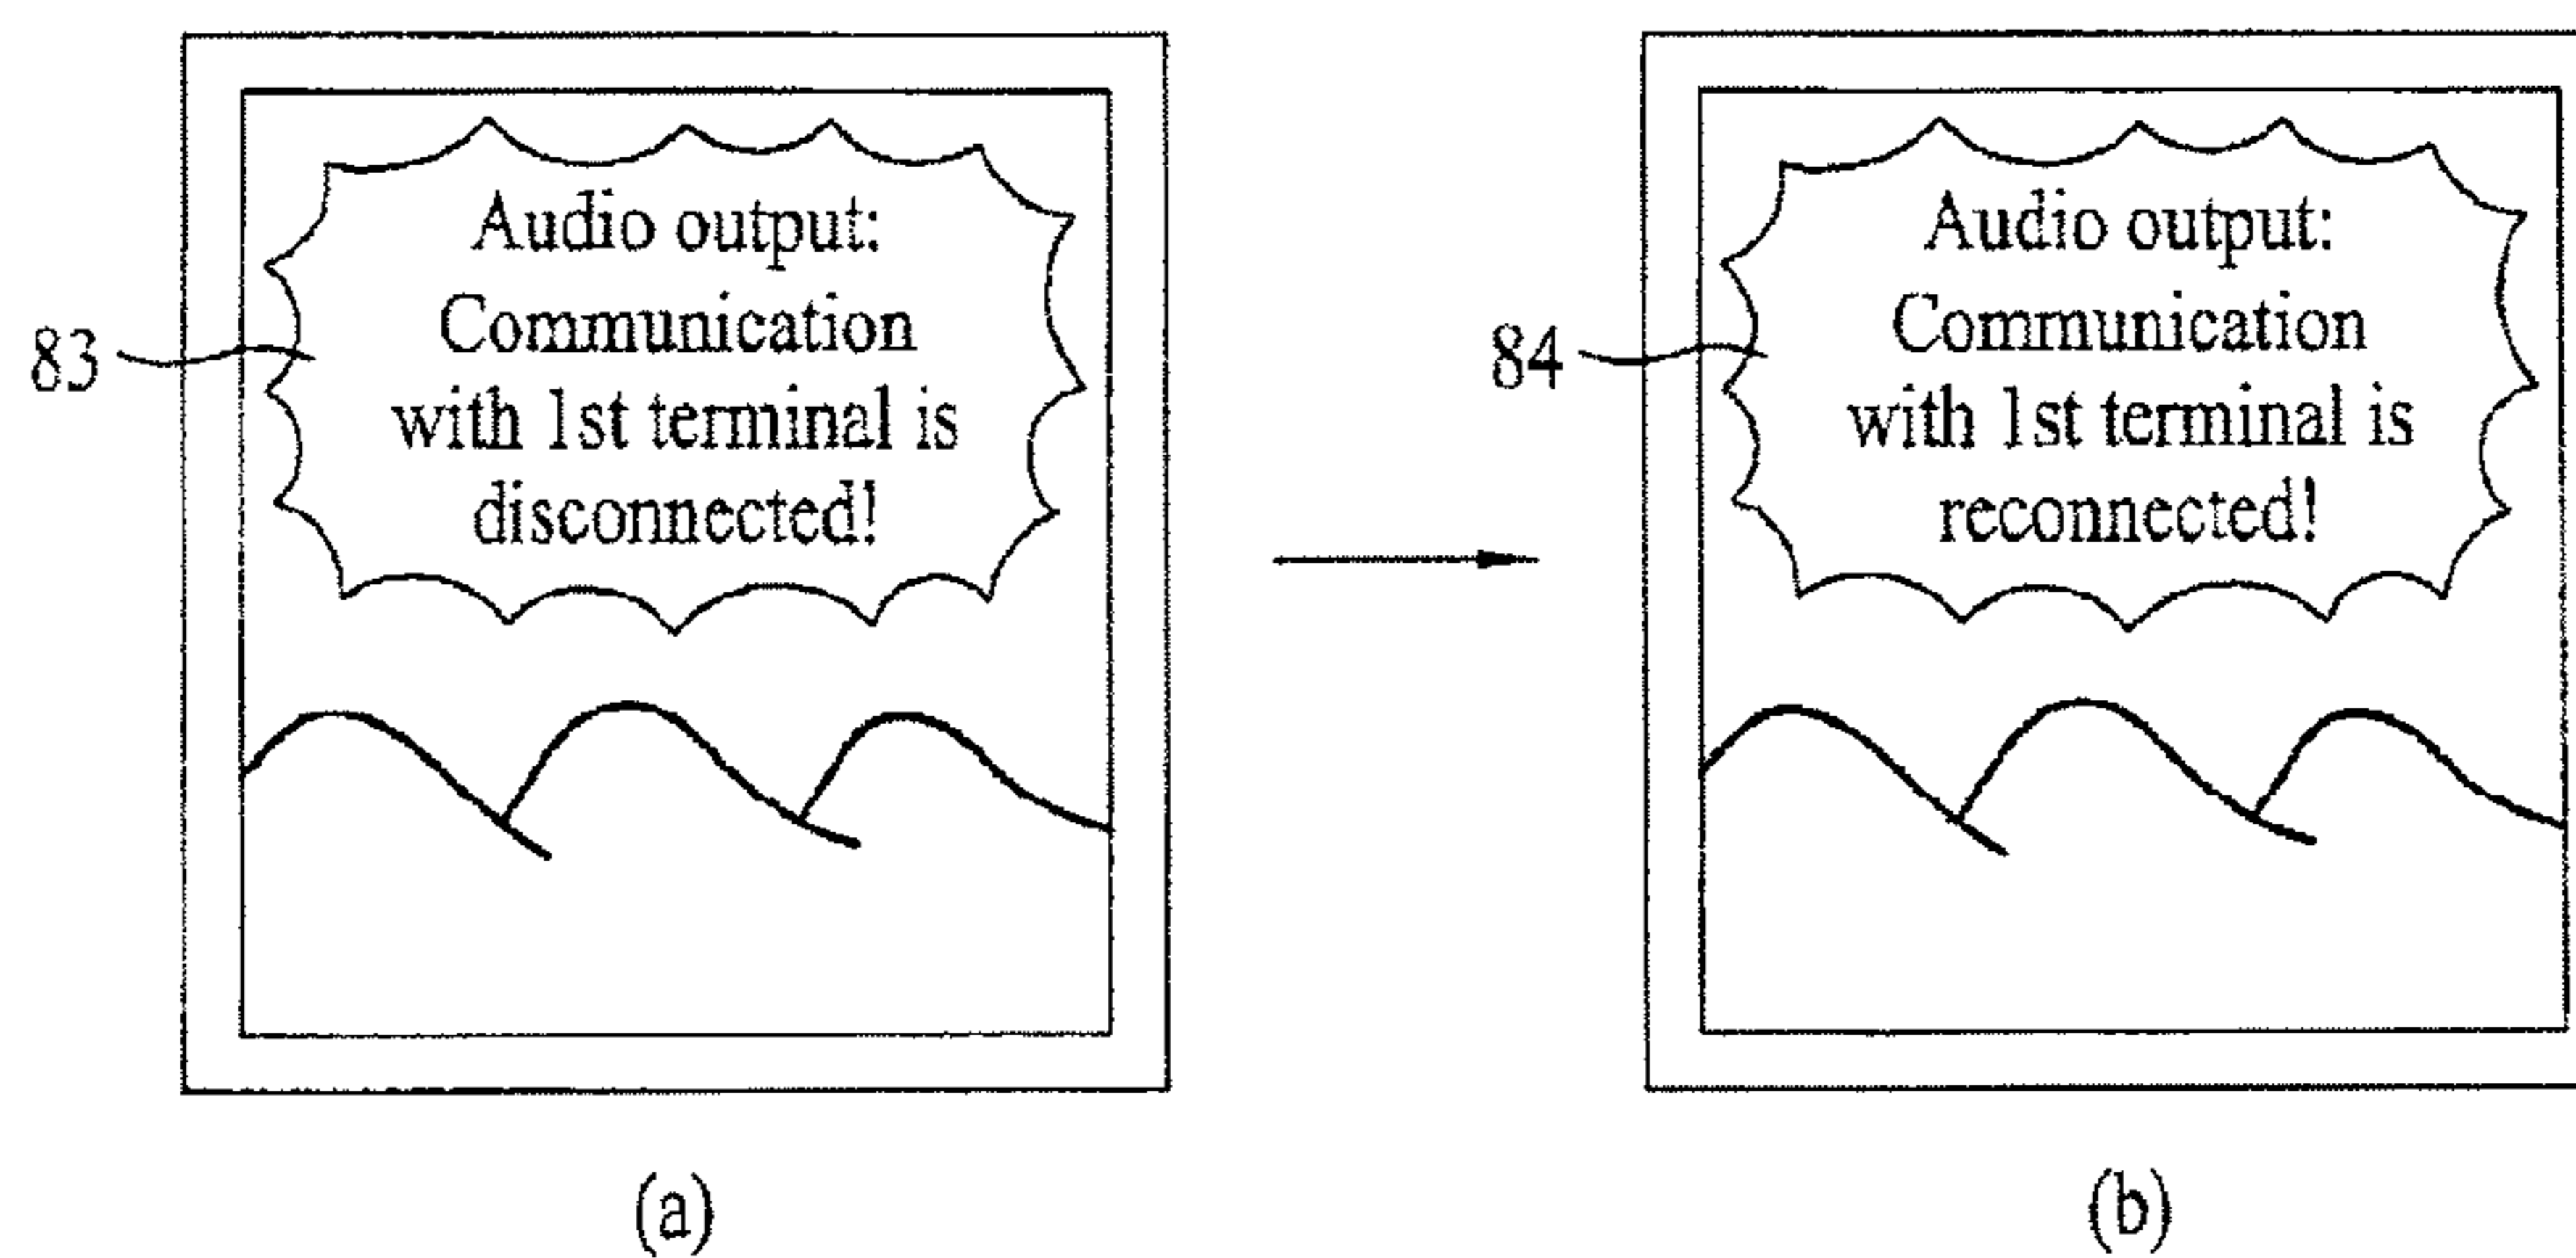 Audio output:
Communication
with 1st terminal is
disconnected!
83
(a)
Audio output:
Communication
with 1st terminal is
reconnected!
84
(b)